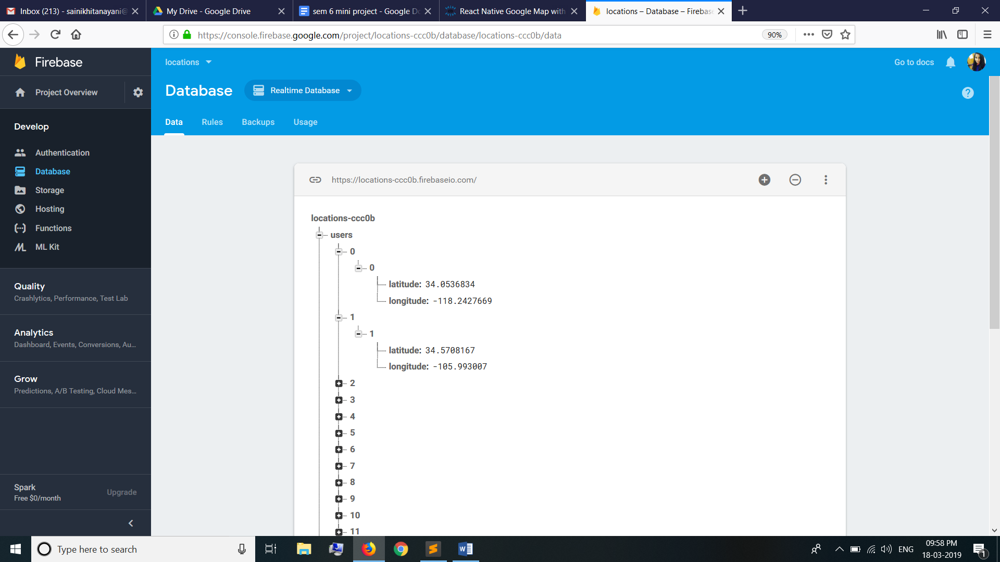 Inbox (213) - sainikhitanayani@
My Drive - Google Drive
sem 6 mini project - Google Do
React Native Google Map with
locations – Database – Firebase
https://console.firebase.google.com/project/locations-ccc0b/database/locations-ccc0b/data
90%
Firebase
locations
Go to docs
Project Overview
Database
Realtime Database
Data
Rules
Backups
Usage
Develop
Authentication
Database
Storage
Hosting
Functions
ML Kit
Quality
Crashlytics, Performance, Test Lab
Analytics
Dashboard, Events, Conversions, Au...
Grow
Predictions, A/B Testing, Cloud Mes...
Spark
Free $0/month
Upgrade
https://locations-ccc0b.firebaseio.com/
locations-ccc0b
users
0
0
latitude: 34.0536834
longitude: -118.2427669
1
1
latitude: 34.5708167
longitude: -105.993007
2
3
4
5
6
7
8
9
10
11
Type here to search
ENG
09:58 PM
18-03-2019
1